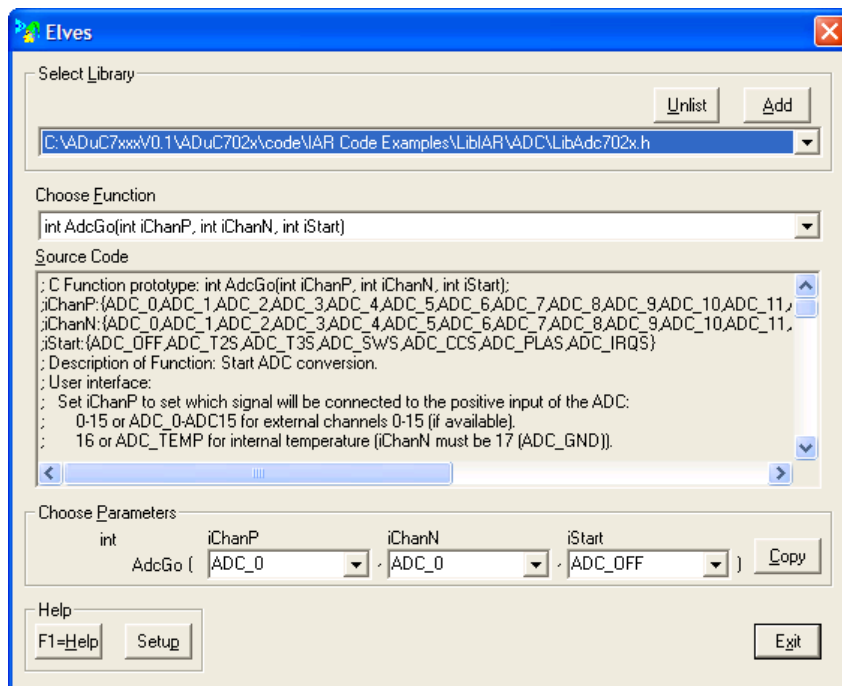 Elves
Select Library
Unlist Add
C:\ADuC7xxxV0.1\ADuC702x\code\IAR Code Examples\LibIAR\ADC\LibAdc702x.h
Choose Function
int AdcGo(int iChanP, int iChanN, int iStart)
Source Code
; C Function prototype: int AdcGo(int iChanP, int iChanN, int iStart);
;iChanP:{ADC_0,ADC_1,ADC_2,ADC_3,ADC_4,ADC_5,ADC_6,ADC_7,ADC_8,ADC_9,ADC_10,ADC_11,
;iChanN:{ADC_0,ADC_1,ADC_2,ADC_3,ADC_4,ADC_5,ADC_6,ADC_7,ADC_8,ADC_9,ADC_10,ADC_11,
;iStart:{ADC_OFF,ADC_T2S,ADC_T3S,ADC_SWS,ADC_CCS,ADC_PLAS,ADC_IRQS}
; Description of Function: Start ADC conversion.
; User interface:
; Set iChanP to set which signal will be connected to the positive input of the ADC:
; 0-15 or ADC_0-ADC15 for external channels 0-15 (if available).
; 16 or ADC_TEMP for internal temperature (iChanN must be 17 (ADC_GND)).
Choose Parameters
int iChanP iChanN iStart
AdcGo ( ADC_0 , ADC_0 , ADC_OFF ) Copy
Help
F1=Help Setup Exit